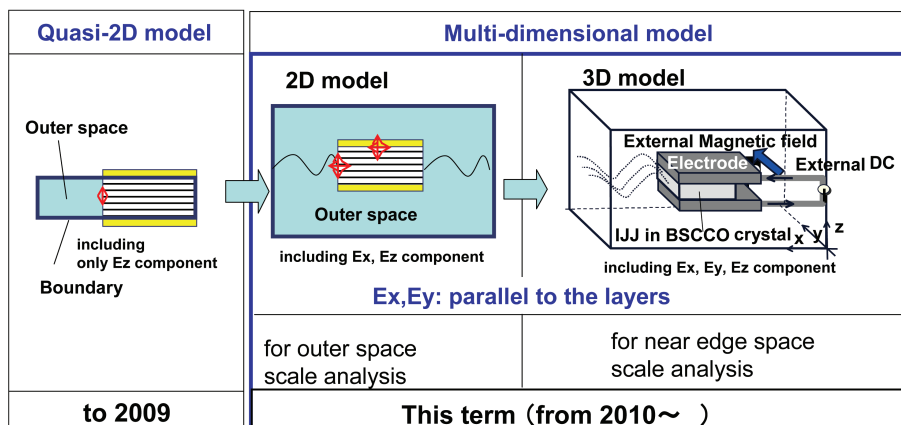 Quasi-2D model
Multi-dimensional model
Outer space
including
only Ez component
Boundary
2D model
Outer space
including Ex, Ez component
3D model
External Magnetic field
Electrode
External DC
IJJ in BSCCO crystal
x y z
including Ex, Ey, Ez component
Ex,Ey: parallel to the layers
for outer space
scale analysis
for near edge space
scale analysis
to 2009
This term (from 2010～ )